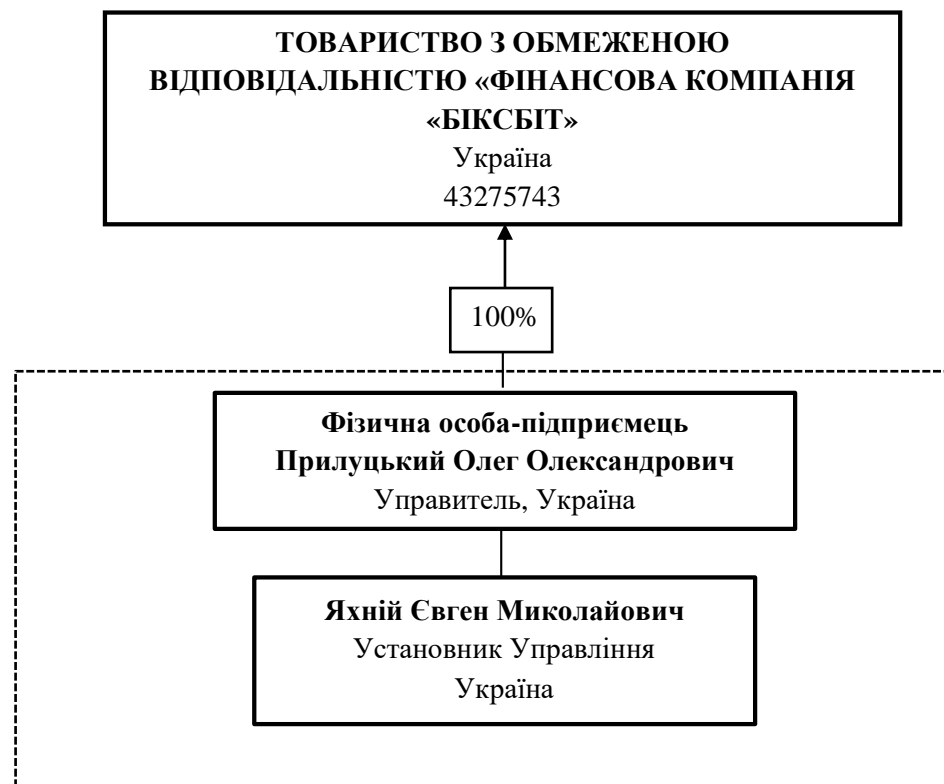 ТОВАРИСТВО З ОБМЕЖЕНОЮ
ВІДПОВІДАЛЬНІСТЮ «ФІНАНСОВА КОМПАНІЯ
«БІКСБІТ»
Україна
43275743
100%
Фізична особа-підприємець
Прилуцький Олег Олександрович
Управитель, Україна
Яхній Євген Миколайович
Установник Управління
Україна